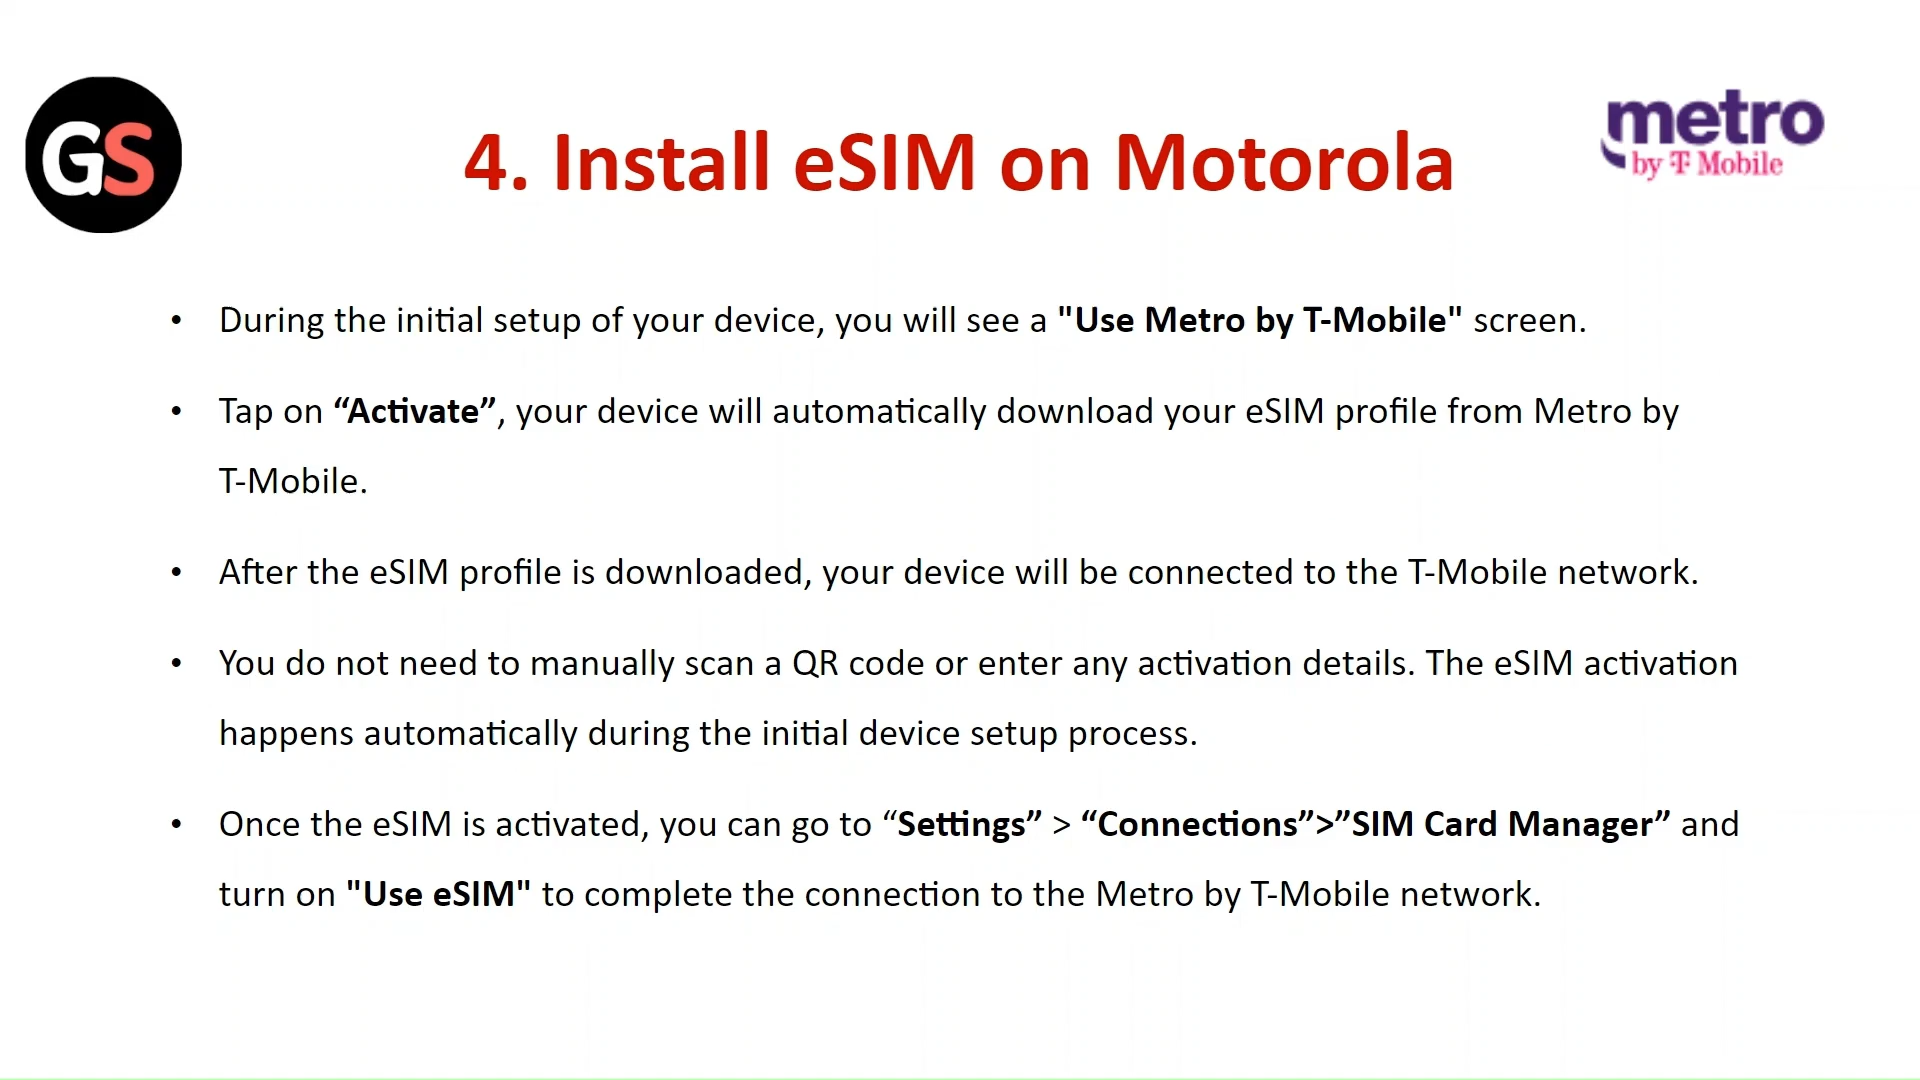 GS
4. Install eSIM on Motorola
metro
by T Mobile
• During the initial setup of your device, you will see a "Use Metro by T-Mobile" screen.
• Tap on “Activate”, your device will automatically download your eSIM profile from Metro by
T-Mobile.
• After the eSIM profile is downloaded, your device will be connected to the T-Mobile network.
• You do not need to manually scan a QR code or enter any activation details. The eSIM activation
happens automatically during the initial device setup process.
• Once the eSIM is activated, you can go to “Settings” > “Connections”>”SIM Card Manager” and
turn on "Use eSIM" to complete the connection to the Metro by T-Mobile network.